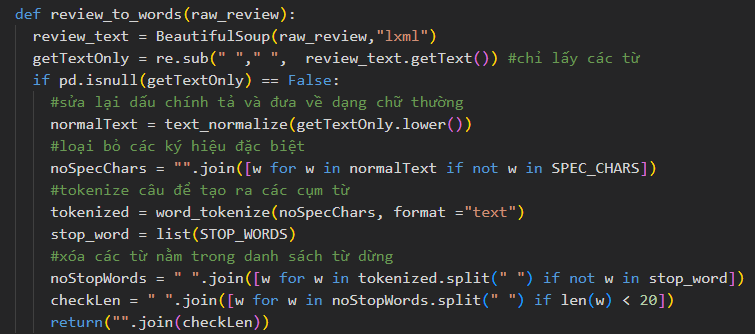 def review_to_words(raw_review):
review_text = BeautifulSoup(raw_review,"lxml")
getTextOnly = re.sub(" "," ",  review_text.getText()) #chỉ lấy các từ
if pd.isnull(getTextOnly) == False:
#sửa lại dấu chính tả và đưa về dạng chữ thường
normalText = text_normalize(getTextOnly.lower())
#loại bỏ các ký hiệu đặc biệt
noSpecChars = "".join([w for w in normalText if not w in SPEC_CHARS])
#tokenize câu để tạo ra các cụm từ
tokenized = word_tokenize(noSpecChars, format ="text")
stop_word = list(STOP_WORDS)
#xóa các từ nằm trong danh sách từ dừng
noStopWords = " ".join([w for w in tokenized.split(" ") if not w in stop_word])
checkLen = " ".join([w for w in noStopWords.split(" ") if len(w) < 20])
return("".join(checkLen))